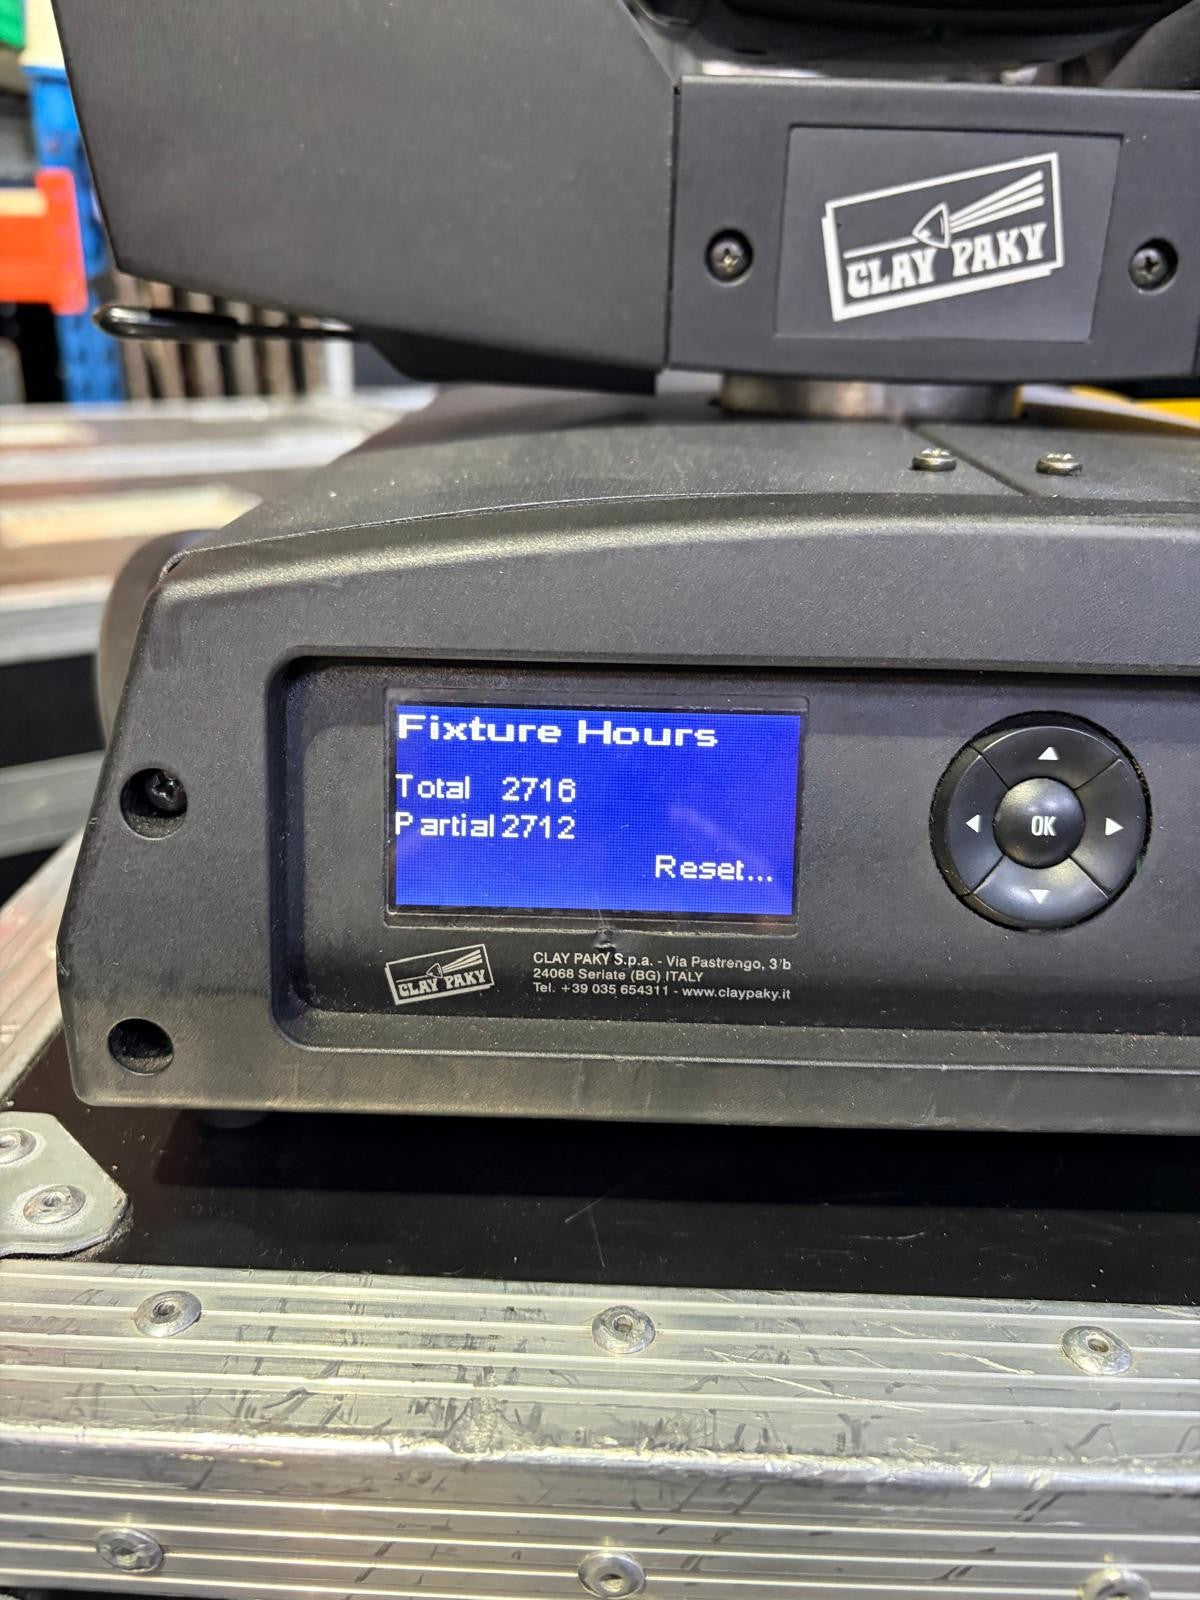 CLAY PAKY
Fixture Hours
Total 2716
Partial 2712
Reset...
OK
CLAY PAKY
CLAY PAKY S.p.a. - Via Pastrengo, 3/b
24068 Seriate (BG) ITALY
Tel. +39 035 654311 - www.claypaky.it